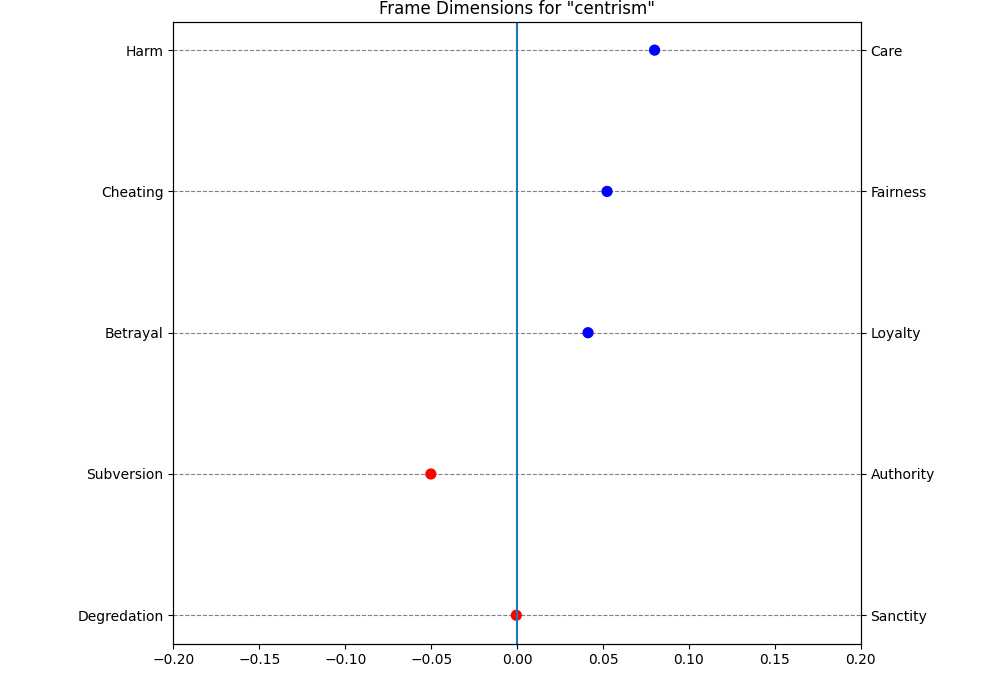 Frame Dimensions for "centrism"
Harm Care
Cheating Fairness
Betrayal Loyalty
Subversion Authority
Degredation Sanctity
−0.20 −0.15 −0.10 −0.05 0.00 0.05 0.10 0.15 0.20